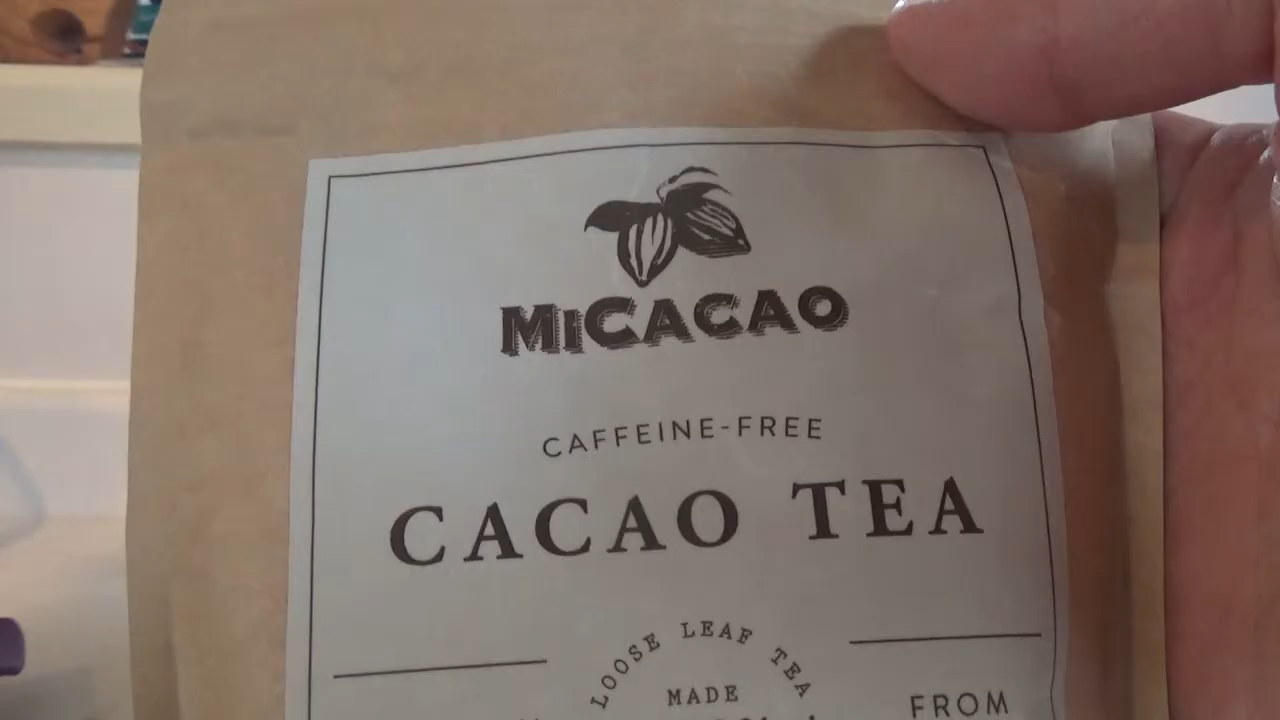 MICACAO
CAFFEINE-FREE
CACAO TEA
LOOSE LEAF TEA
MADE
FROM